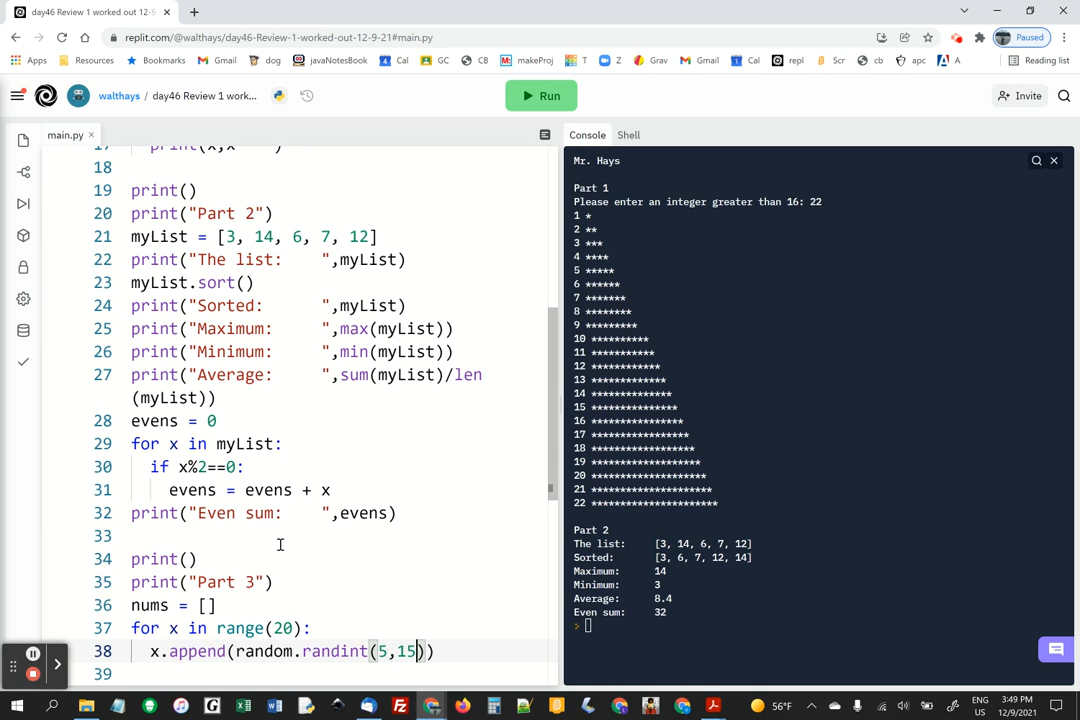 day46 Review 1 worked out 12-9
replit.com/@walthays/day46-Review-1-worked-out-12-9-21#main.py
Paused
Apps Resources Bookmarks Gmail dog javaNotebook Cal GC CB makeProj T Z Grav Gmail Cal repl Scr cb apc A Reading list
walthays / day46 Review 1 work... Run Invite
main.py
Console Shell
18
19 print()
20 print("Part 2")
21 myList = [3, 14, 6, 7, 12]
22 print("The list:    ",myList)
23 myList.sort()
24 print("Sorted:      ",myList)
25 print("Maximum:     ",max(myList))
26 print("Minimum:     ",min(myList))
27 print("Average:     ",sum(myList)/len
(myList))
28 evens = 0
29 for x in myList:
30 if x%2==0:
31 evens = evens + x
32 print("Even sum:    ",evens)
33
34 print()
35 print("Part 3")
36 nums = []
37 for x in range(20):
38 x.append(random.randint(5,15))
39
Mr. Hays
Part 1
Please enter an integer greater than 16: 22
1 *
2 **
3 ***
4 ****
5 *****
6 ******
7 *******
8 ********
9 *********
10 **********
11 ***********
12 ************
13 *************
14 **************
15 ***************
16 ****************
17 *****************
18 ******************
19 *******************
20 ********************
21 *********************
22 **********************
Part 2
The list:     [3, 14, 6, 7, 12]
Sorted:       [3, 6, 7, 12, 14]
Maximum:      14
Minimum:      3
Average:      8.4
Even sum:     32
>
56°F
ENG
US
3:49 PM
12/9/2021